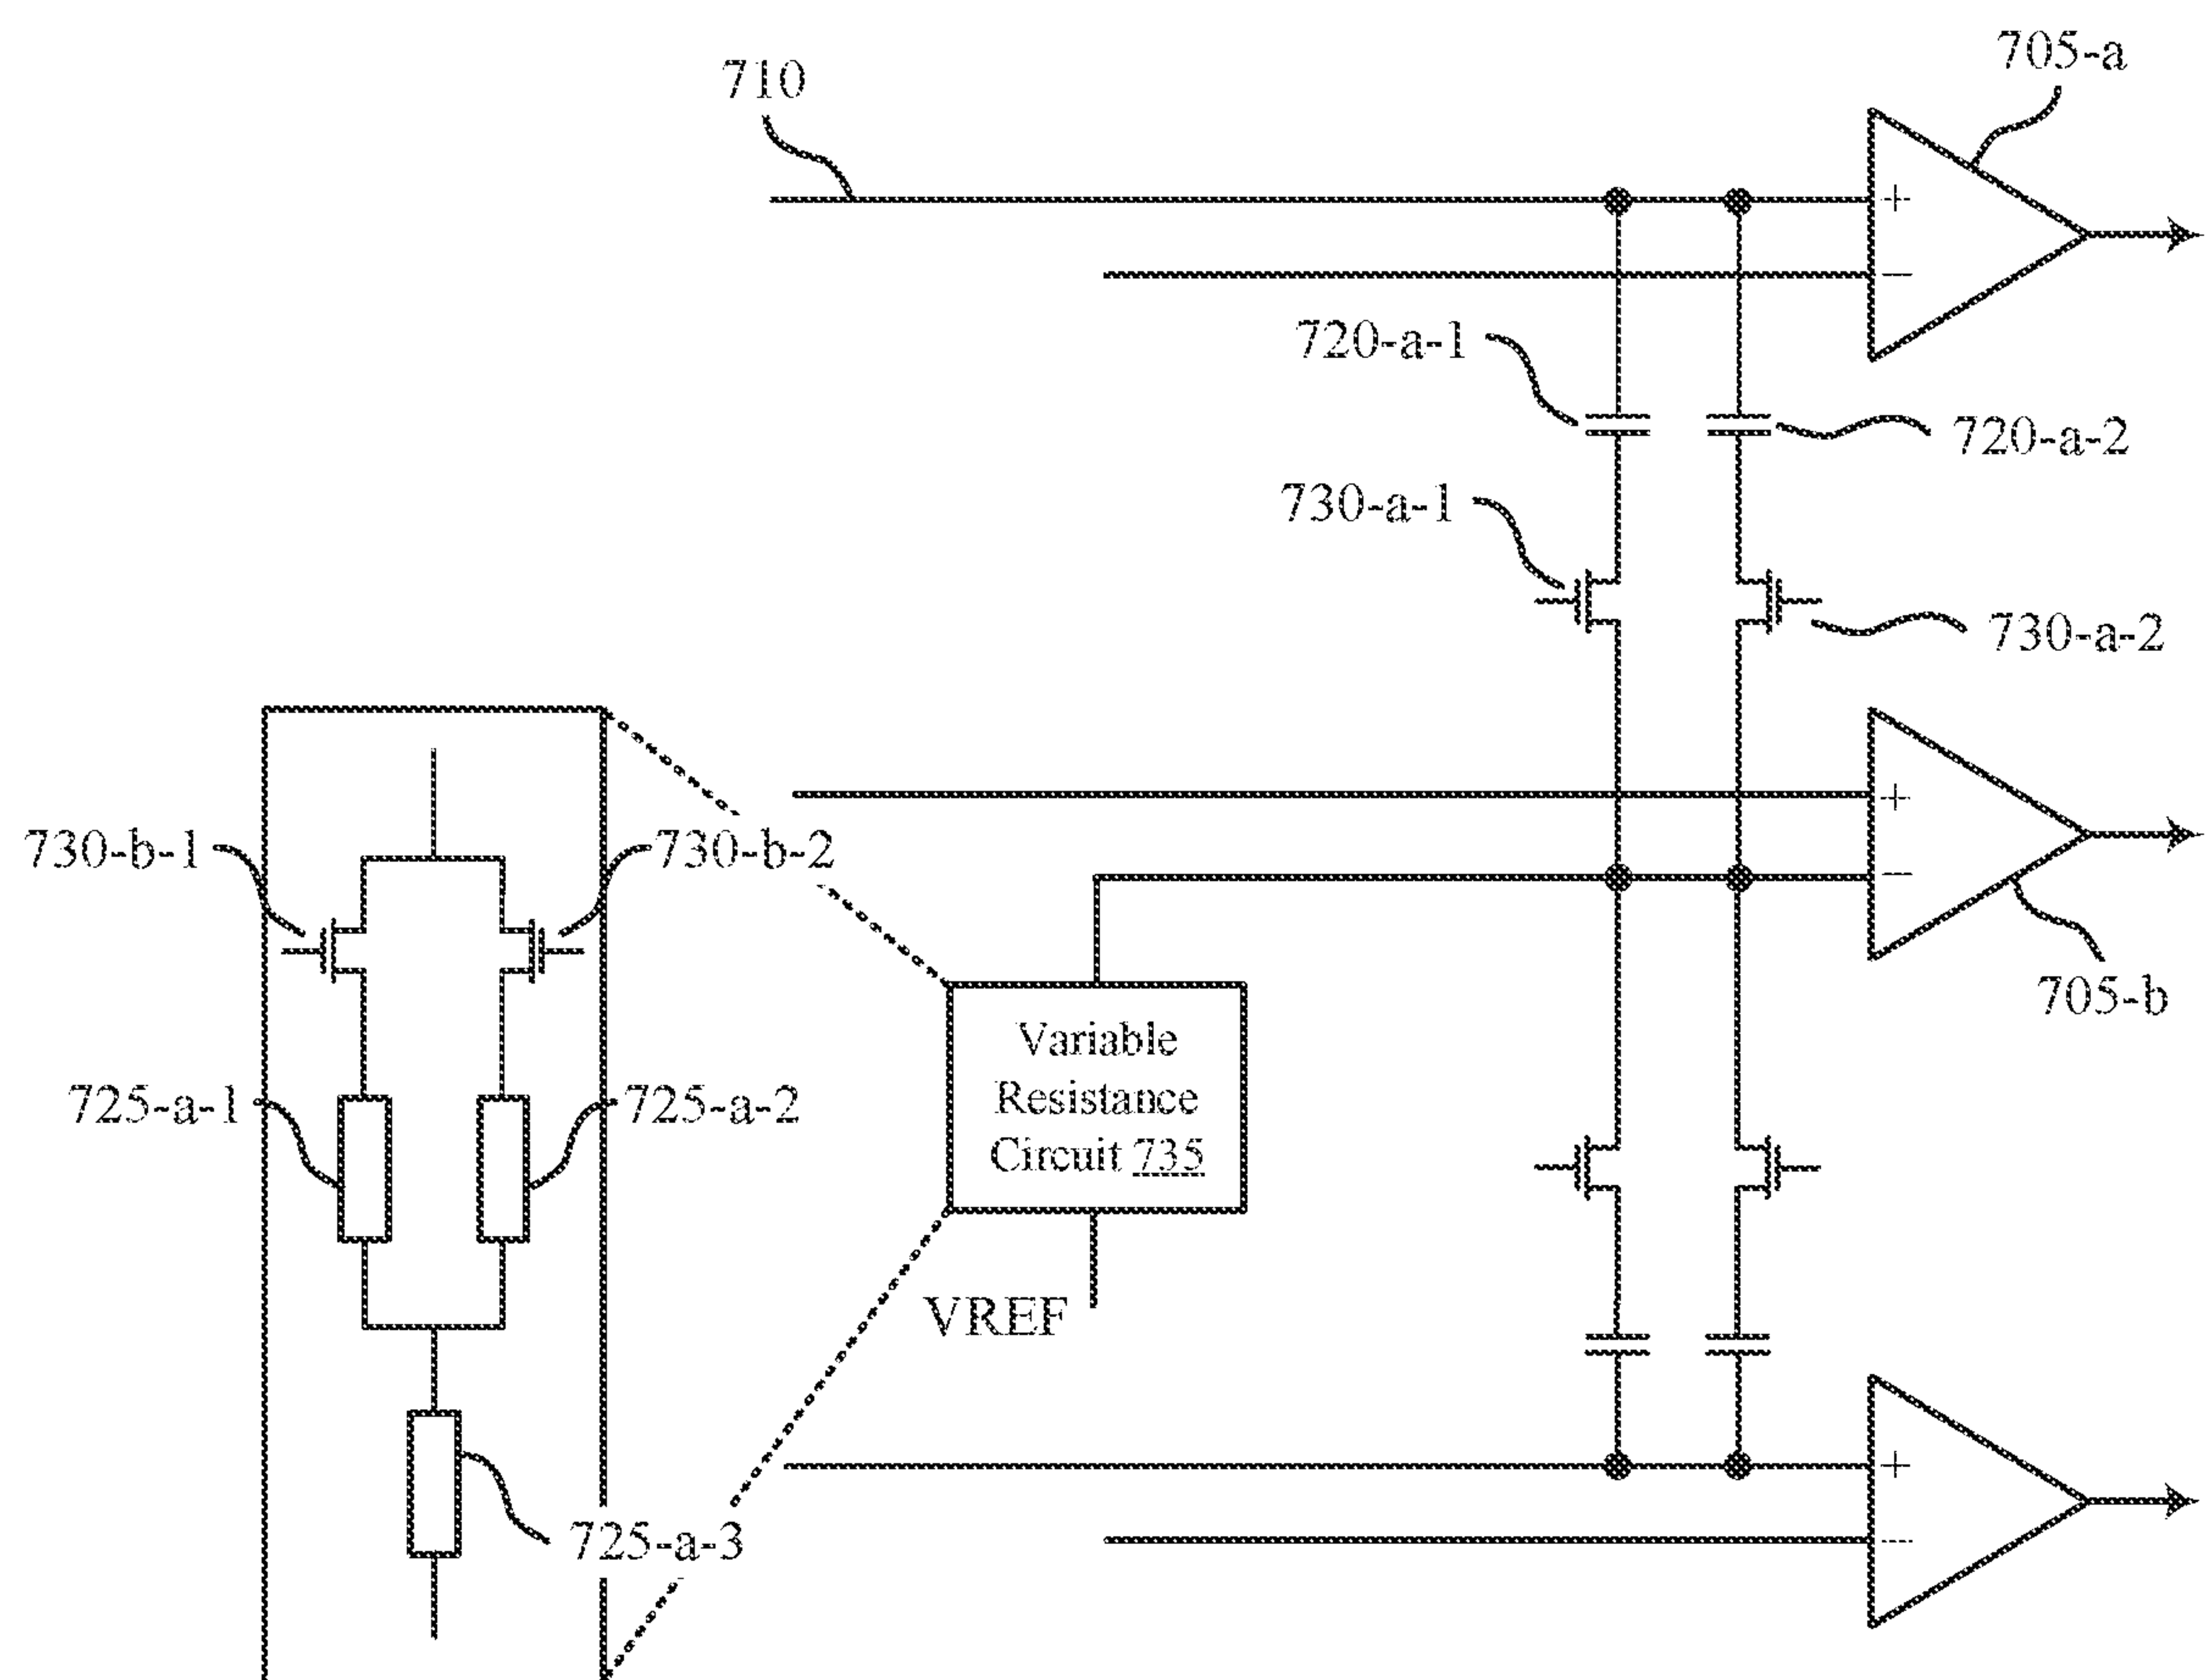 705-a
710
+
−
720-a-1
720-a-2
730-a-1
730-a-2
+
730-b-1
730-b-2
−
705-b
Variable
Resistance
Circuit 735
725-a-1
725-a-2
VREF
+
725-a-3
−